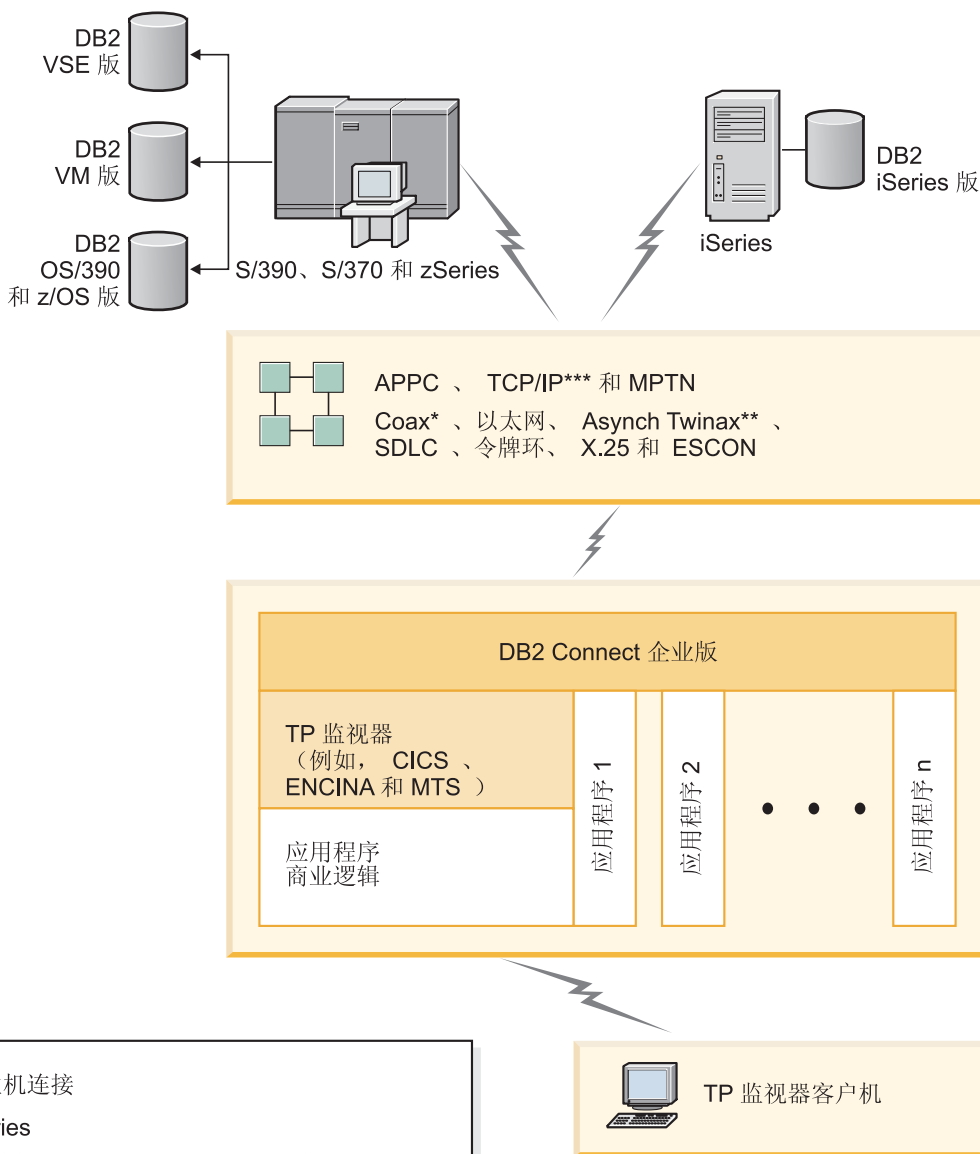 DB2
VSE 版
DB2
VM 版
DB2
OS/390
和 z/OS 版
S/390、S/370 和 zSeries
DB2
iSeries 版
iSeries
APPC 、 TCP/IP*** 和 MPTN
Coax* 、以太网、 Asynch Twinax** 、
SDLC 、令牌环、 X.25 和 ESCON
DB2 Connect 企业版
TP 监视器
（例如， CICS 、
ENCINA 和 MTS ）
应用程序
商业逻辑
应用程序 1
应用程序 2
应用程序 n
机连接
ries
TP 监视器客户机